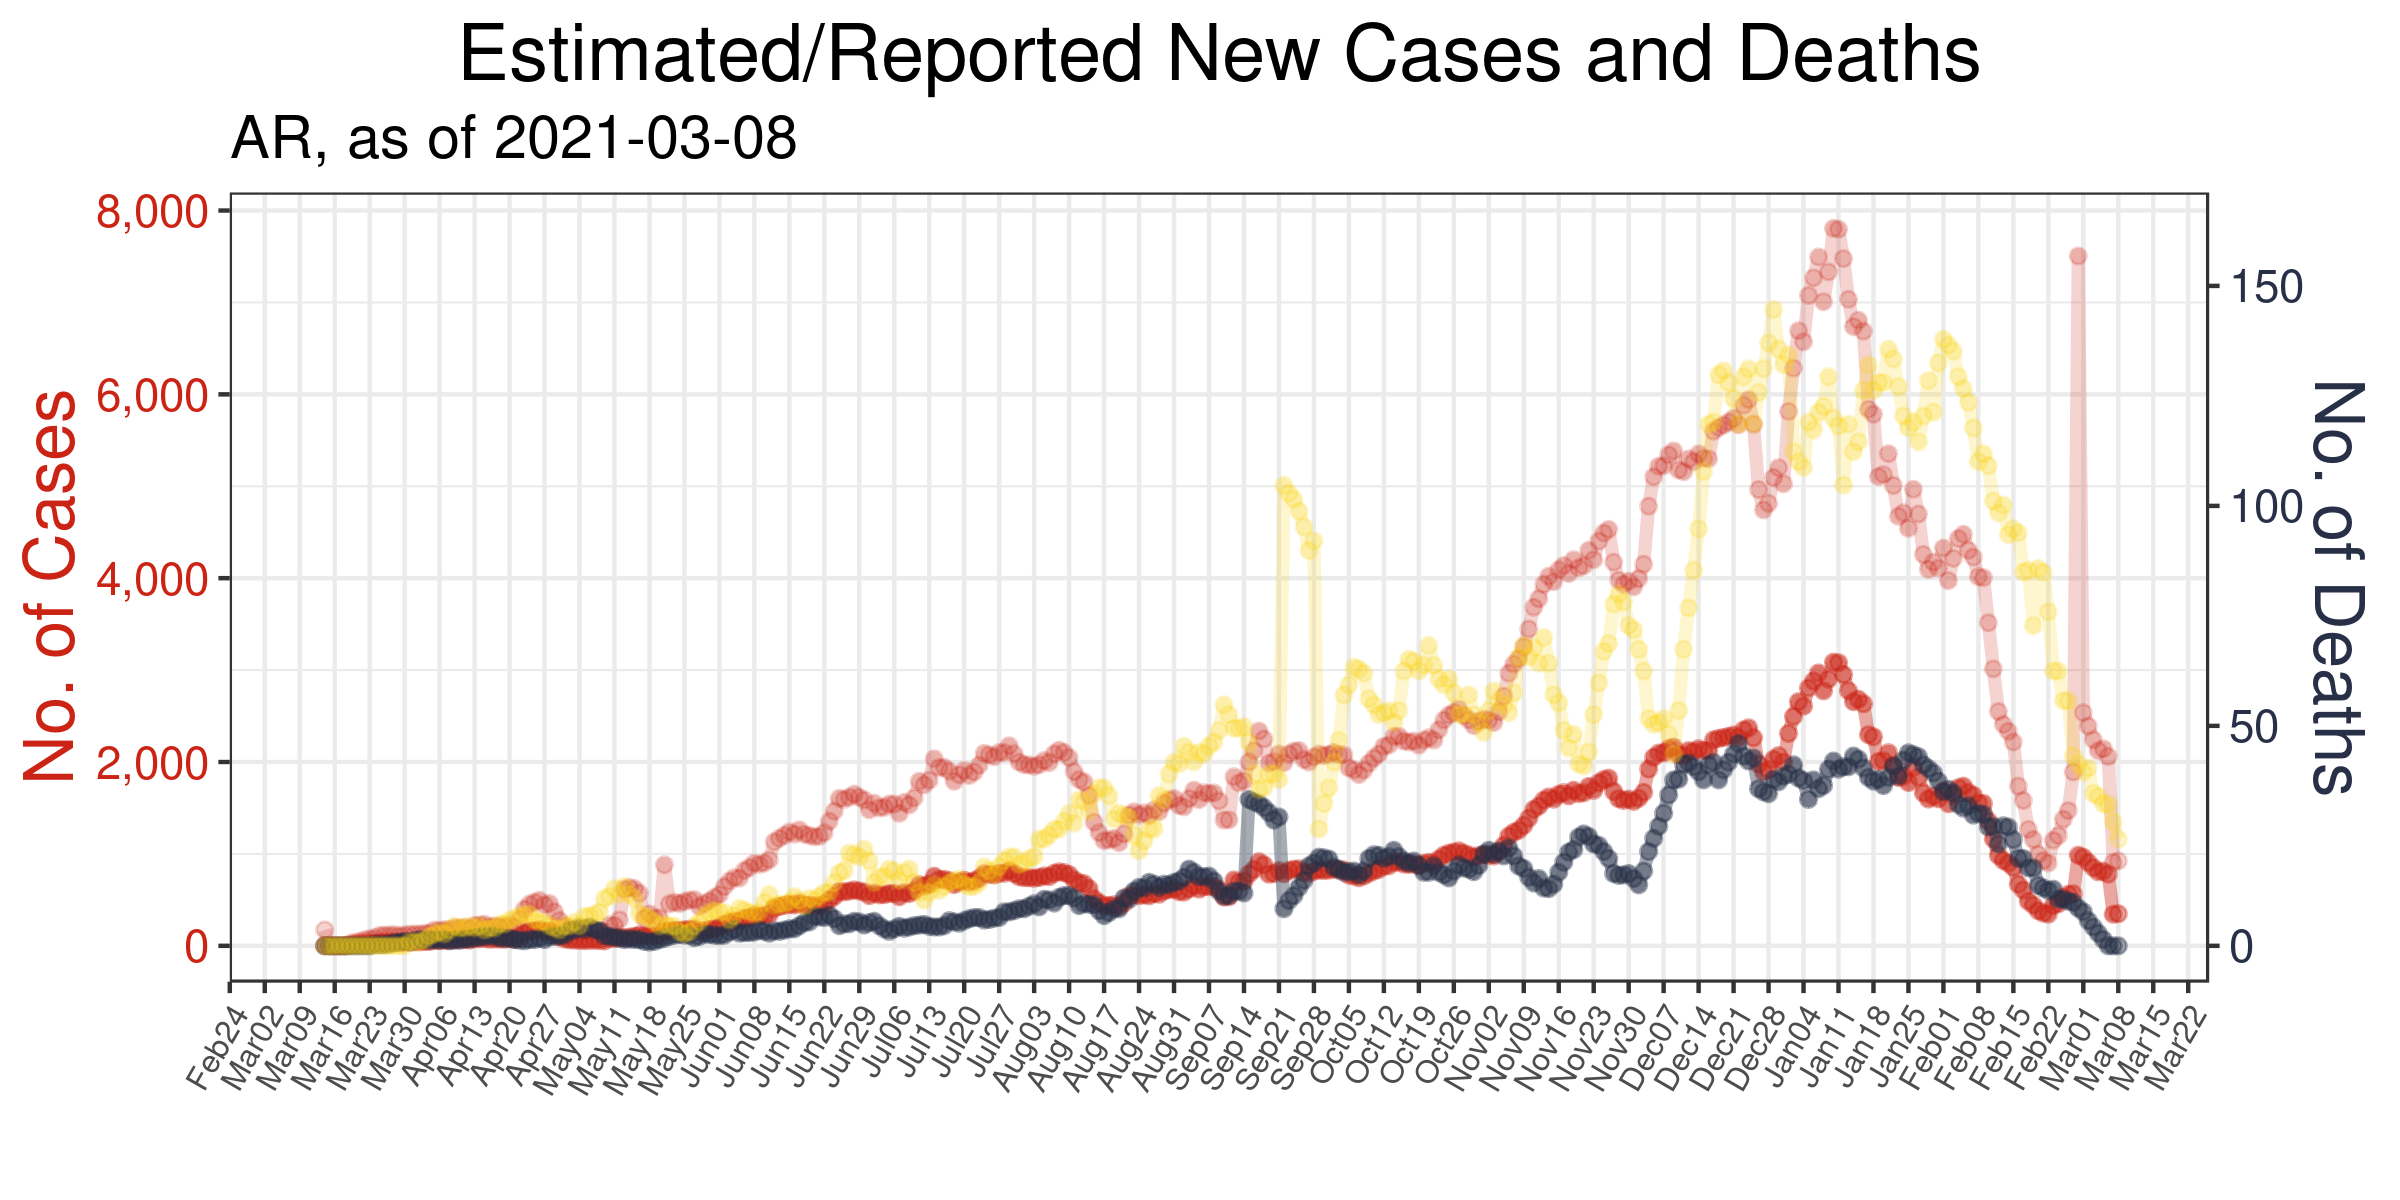 Estimated/Reported New Cases and Deaths
AR, as of 2021-03-08
No. of Cases
8,000
6,000
4,000
2,000
0
150
100
50
0
No. of Deaths
Feb24
Mar02
Mar09
Mar16
Mar23
Mar30
Apr06
Apr13
Apr20
Apr27
May04
May11
May18
May25
Jun01
Jun08
Jun15
Jun22
Jun29
Jul06
Jul13
Jul20
Jul27
Aug03
Aug10
Aug17
Aug24
Aug31
Sep07
Sep14
Sep21
Sep28
Oct05
Oct12
Oct19
Oct26
Nov02
Nov09
Nov16
Nov23
Nov30
Dec07
Dec14
Dec21
Dec28
Jan04
Jan11
Jan18
Jan25
Feb01
Feb08
Feb15
Feb22
Mar01
Mar08
Mar15
Mar22